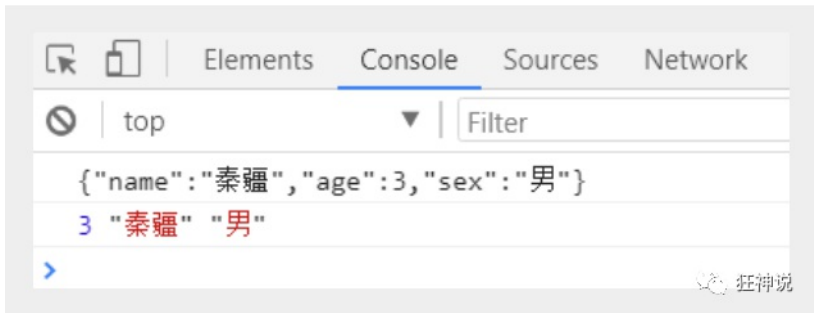 Elements Console Sources Network
top Filter
{"name":"秦疆","age":3,"sex":"男"}
3 "秦疆" "男"
狂神说